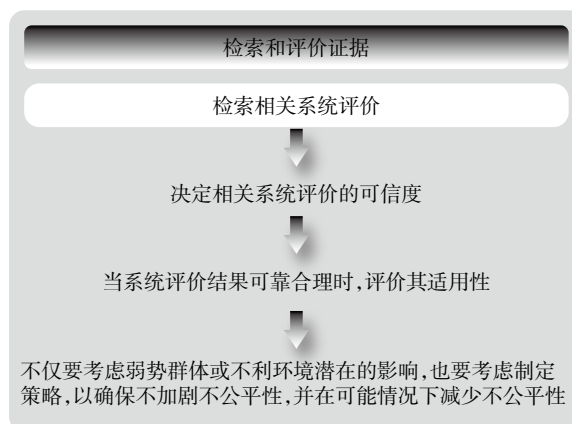 检索和评价证据
检索相关系统评价
决定相关系统评价的可信度
当系统评价结果可靠合理时,评价其适用性
不仅要考虑弱势群体或不利环境潜在的影响,也要考虑制定
策略,以确保不加剧不公平性,并在可能情况下减少不公平性